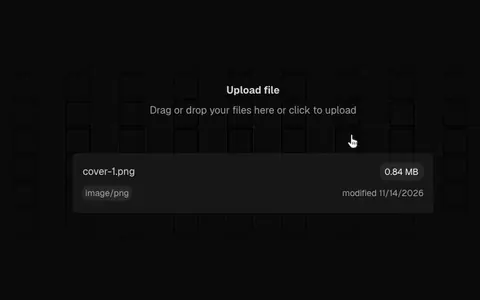 Upload file
Drag or drop your files here or click to upload
cover-1.png
0.84 MB
image/png
modified 11/14/2026